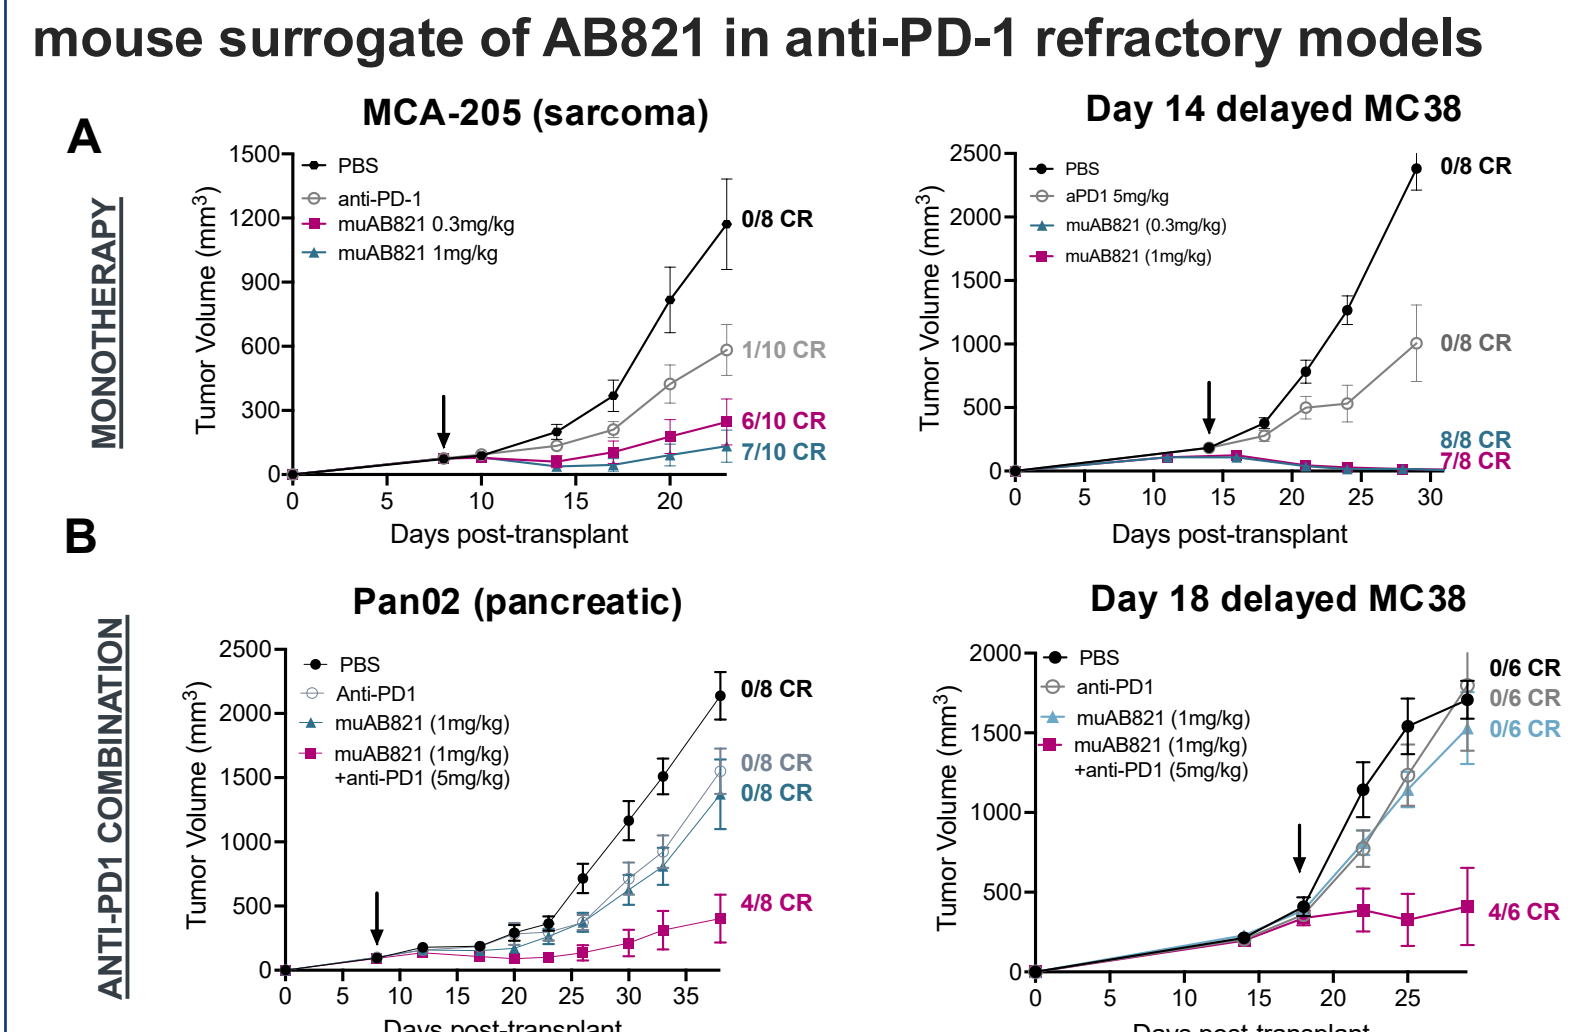 mouse surrogate of AB821 in anti-PD-1 refractory models
A
MONOTHERAPY
MCA-205 (sarcoma)
Tumor Volume (mm3)
1500
1200
900
600
300
0
PBS
anti-PD-1
muAB821 0.3mg/kg
muAB821 1mg/kg
0/8 CR
1/10 CR
6/10 CR
7/10 CR
0 5 10 15 20
Days post-transplant
Day 14 delayed MC38
Tumor Volume (mm3)
2500
2000
1500
1000
500
0
PBS
aPD1 5mg/kg
muAB821 (0.3mg/kg)
muAB821 (1mg/kg)
0/8 CR
0/8 CR
8/8 CR
7/8 CR
0 5 10 15 20 25 30
Days post-transplant
B
ANTI-PD1 COMBINATION
Pan02 (pancreatic)
Tumor Volume (mm3)
2500
2000
1500
1000
500
0
PBS
Anti-PD1
muAB821 (1mg/kg)
muAB821 (1mg/kg)
+anti-PD1 (5mg/kg)
0/8 CR
0/8 CR
0/8 CR
4/8 CR
0 5 10 15 20 25 30 35
Days post-transplant
Day 18 delayed MC38
Tumor Volume (mm3)
2000
1500
1000
500
0
PBS
anti-PD1
muAB821 (1mg/kg)
muAB821 (1mg/kg)
+anti-PD1 (5mg/kg)
0/6 CR
0/6 CR
0/6 CR
4/6 CR
0 5 10 15 20 25
Days post-transplant